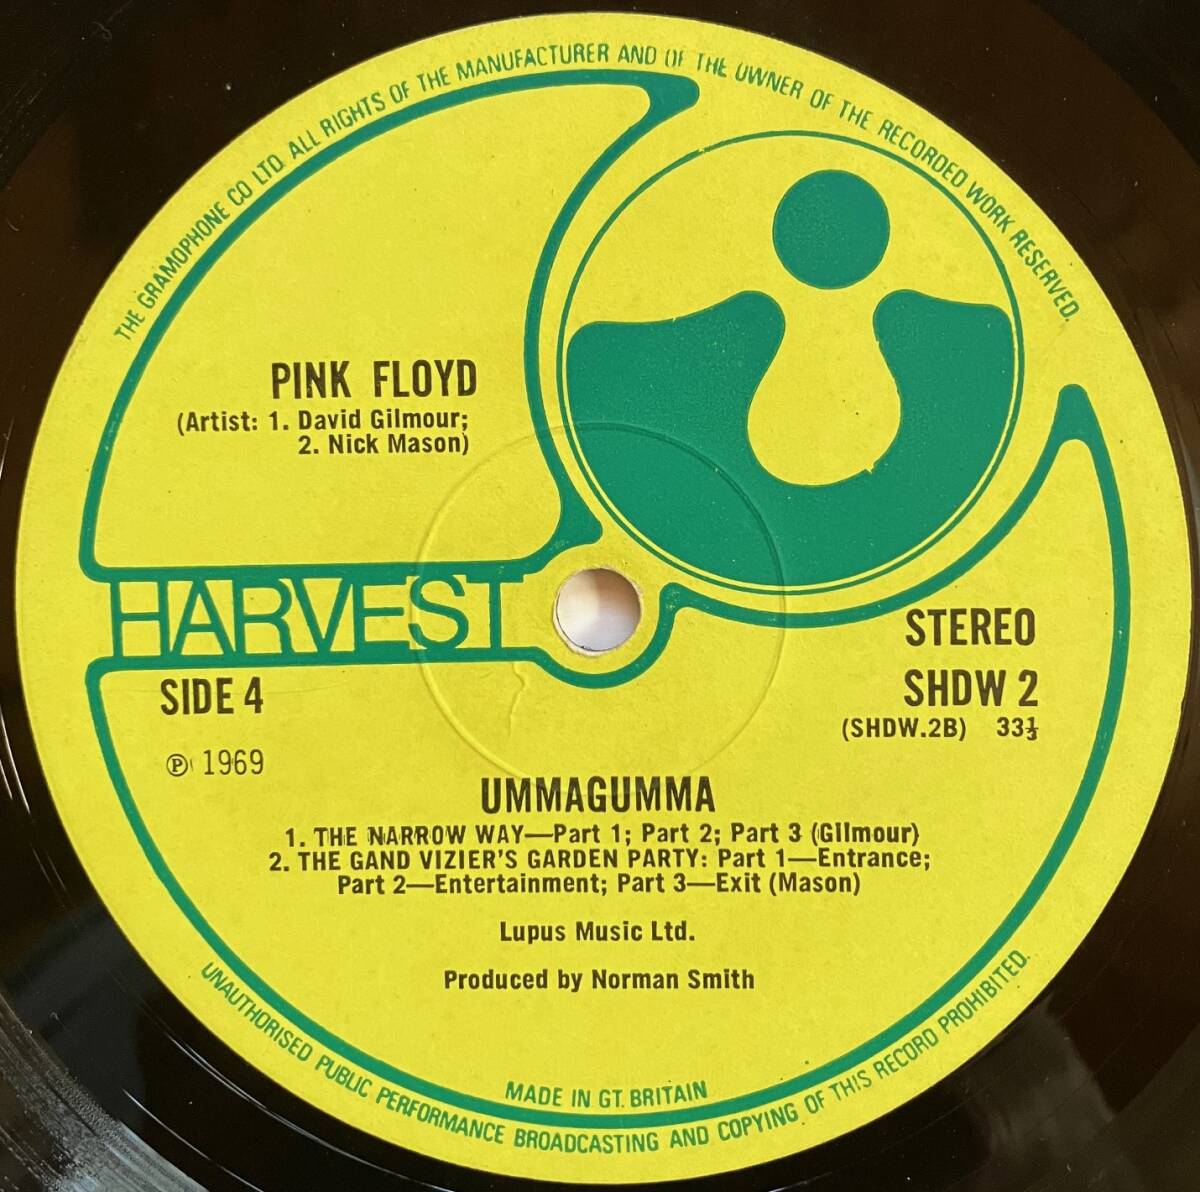 THE GRAMOPHONE CO LTD. ALL RIGHTS OF THE MANUFACTURER AND OF THE OWNER OF THE RECORDED WORK RESERVED.
PINK FLOYD
(Artist: 1. David Gilmour;
2. Nick Mason)
HARVEST
SIDE 4
STEREO
SHDW 2
(SHDW.2B) 33⅓
℗ 1969
UMMAGUMMA
1. THE NARROW WAY—Part 1; Part 2; Part 3 (Gilmour)
2. THE GAND VIZIER'S GARDEN PARTY: Part 1—Entrance;
Part 2—Entertainment; Part 3—Exit (Mason)
Lupus Music Ltd.
Produced by Norman Smith
MADE IN GT. BRITAIN
UNAUTHORISED PUBLIC PERFORMANCE BROADCASTING AND COPYING OF THIS RECORD PROHIBITED.